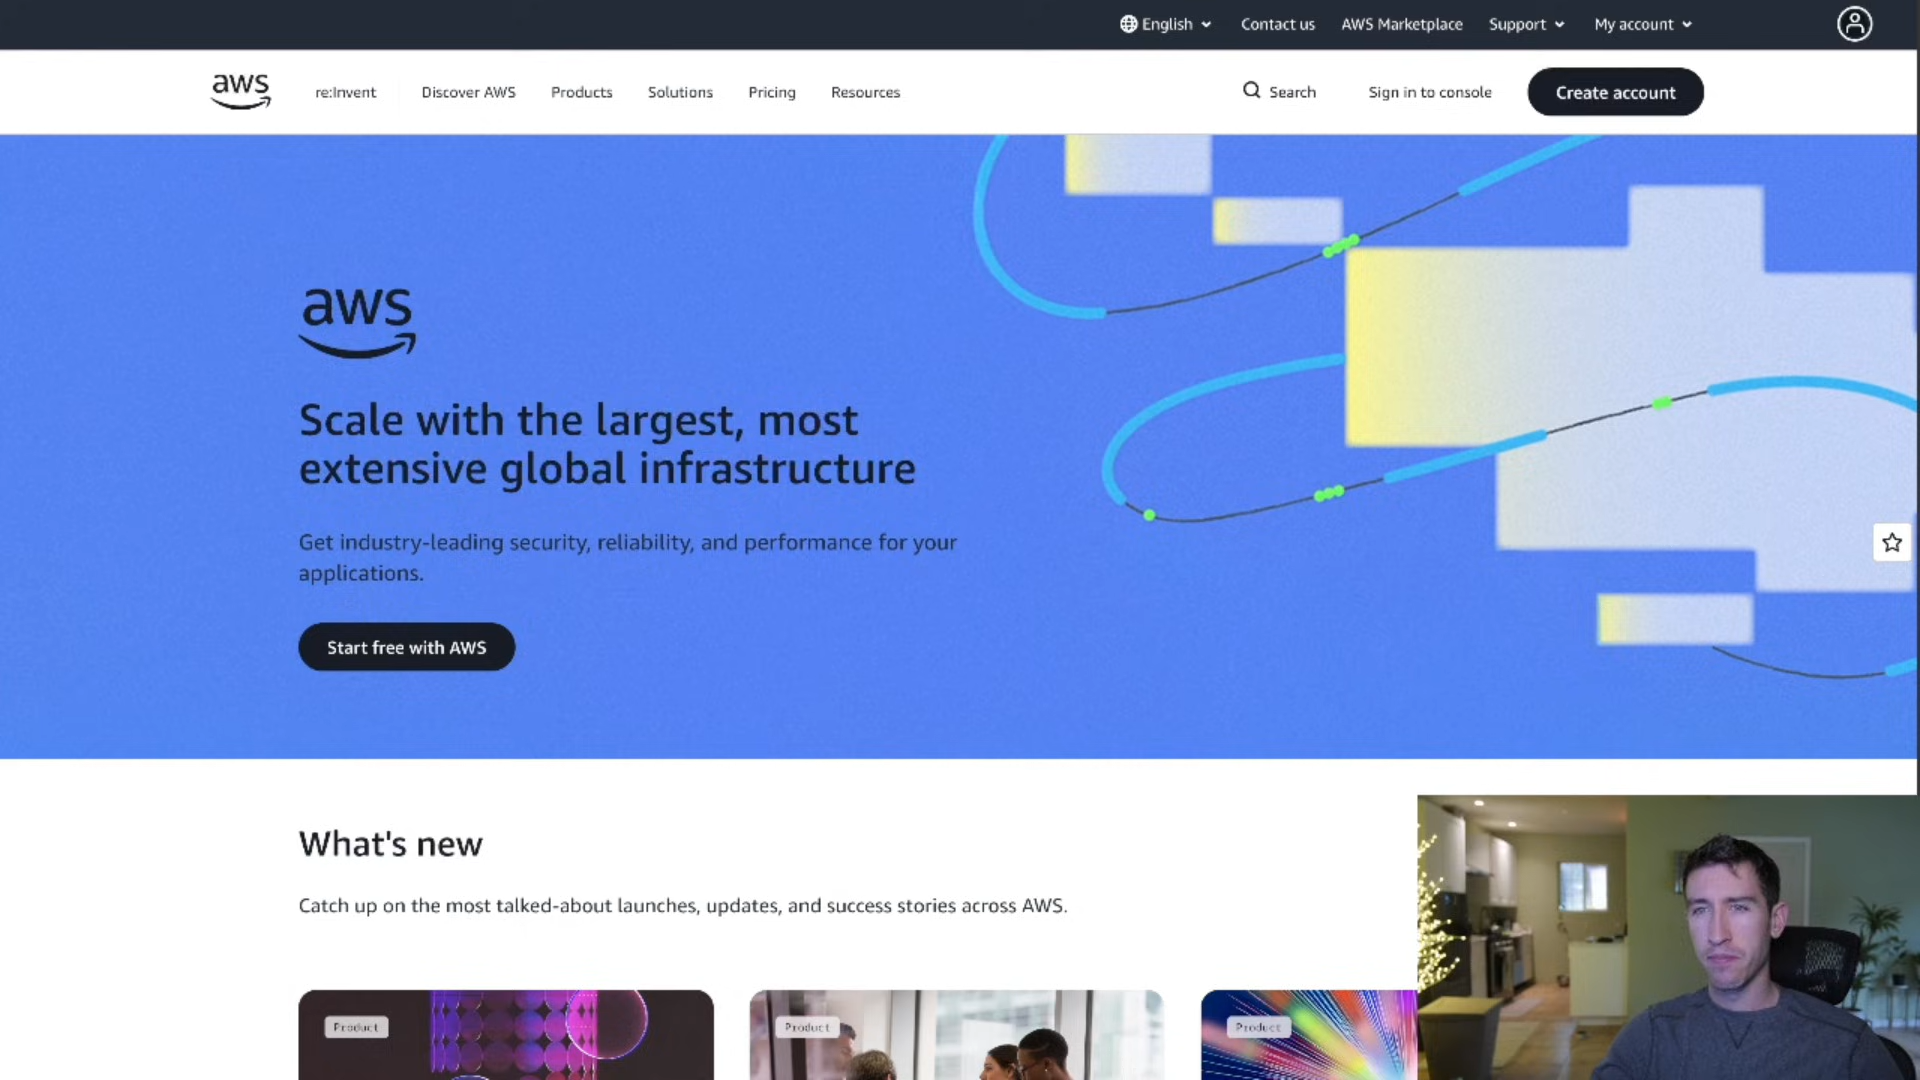 English
Contact us
AWS Marketplace
Support
My account
aws
re:Invent
Discover AWS
Products
Solutions
Pricing
Resources
Search
Sign in to console
Create account
aws
Scale with the largest, most
extensive global infrastructure
Get industry-leading security, reliability, and performance for your
applications.
Start free with AWS
What's new
Catch up on the most talked-about launches, updates, and success stories across AWS.
Product
Product
Product